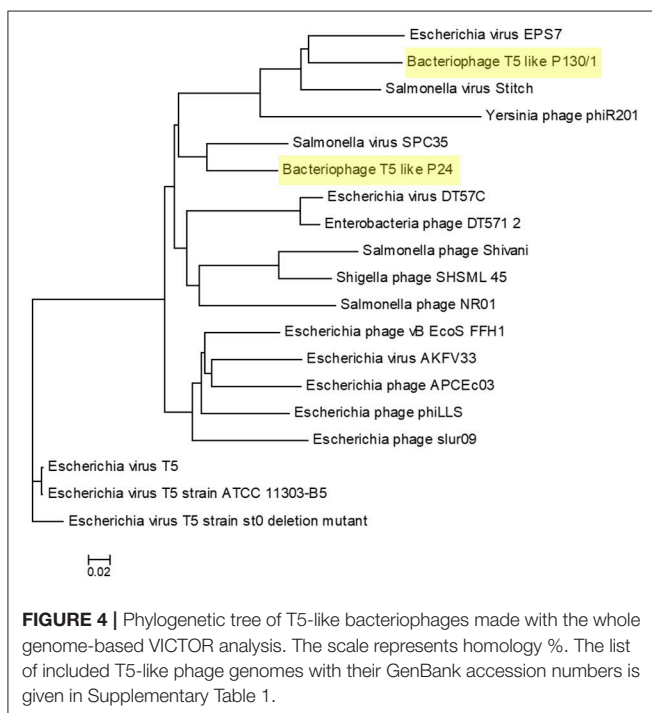 Escherichia virus EPS7
Bacteriophage T5 like P130/1
Salmonella virus Stitch
Yersinia phage phiR201
Salmonella virus SPC35
Bacteriophage T5 like P24
Escherichia virus DT57C
Enterobacteria phage DT571 2
Salmonella phage Shivani
Shigella phage SHSML 45
Salmonella phage NR01
Escherichia phage vB EcoS FFH1
Escherichia virus AKFV33
Escherichia phage APCEc03
Escherichia phage phiLLS
Escherichia phage slur09
Escherichia virus T5
Escherichia virus T5 strain ATCC 11303-B5
Escherichia virus T5 strain st0 deletion mutant
0.02
FIGURE 4 | Phylogenetic tree of T5-like bacteriophages made with the whole
genome-based VICTOR analysis. The scale represents homology %. The list
of included T5-like phage genomes with their GenBank accession numbers is
given in Supplementary Table 1.